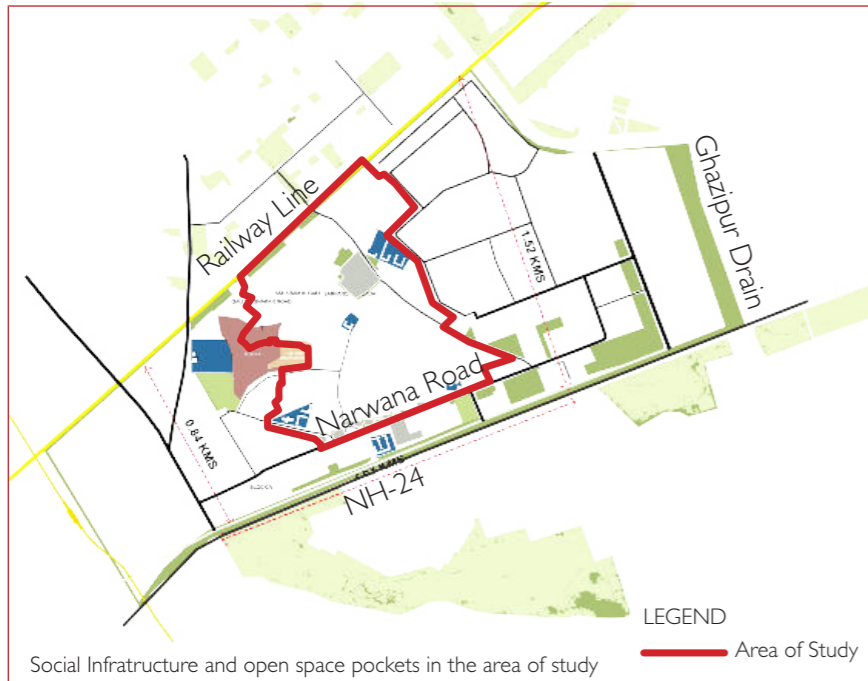 Railway Line
Ghazipur Drain
1.52 KMS
0.84 KMS
Narwana Road
NH-24
LEGEND
Area of Study
Social Infratructure and open space pockets in the area of study